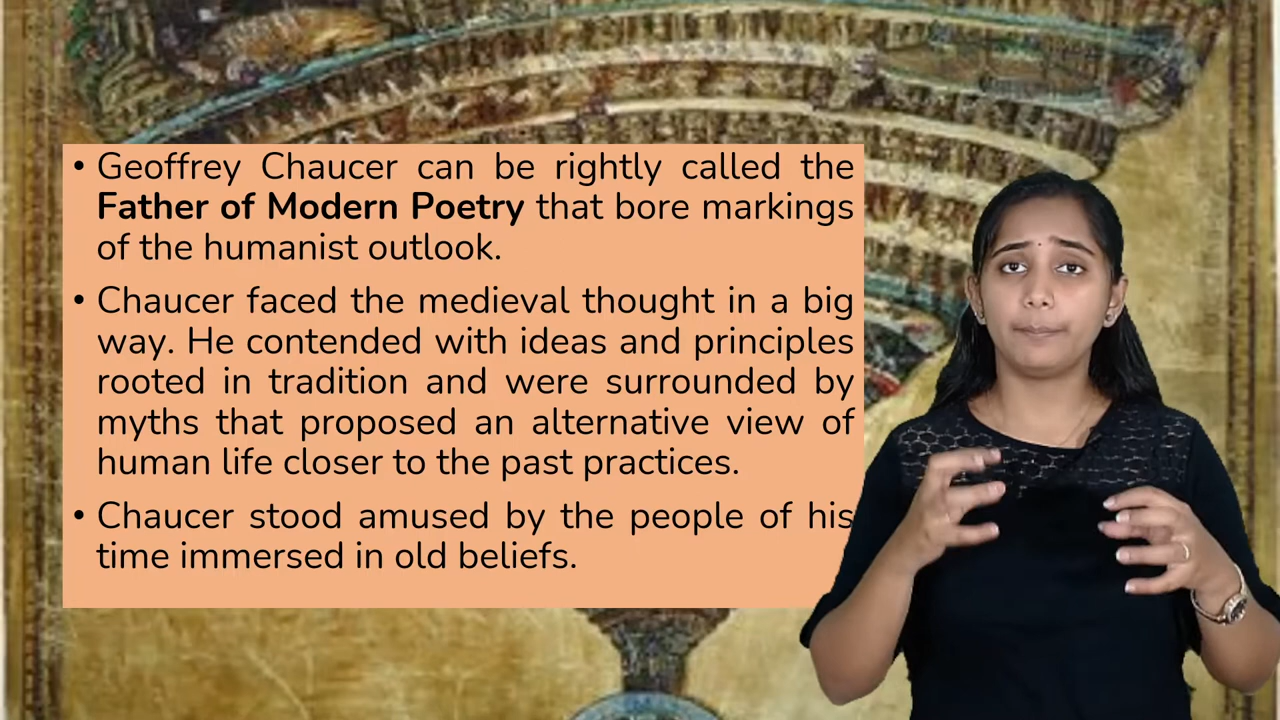 • Geoffrey Chaucer can be rightly called the
Father of Modern Poetry that bore markings
of the humanist outlook.
• Chaucer faced the medieval thought in a big
way. He contended with ideas and principles
rooted in tradition and were surrounded by
myths that proposed an alternative view of
human life closer to the past practices.
• Chaucer stood amused by the people of his
time immersed in old beliefs.